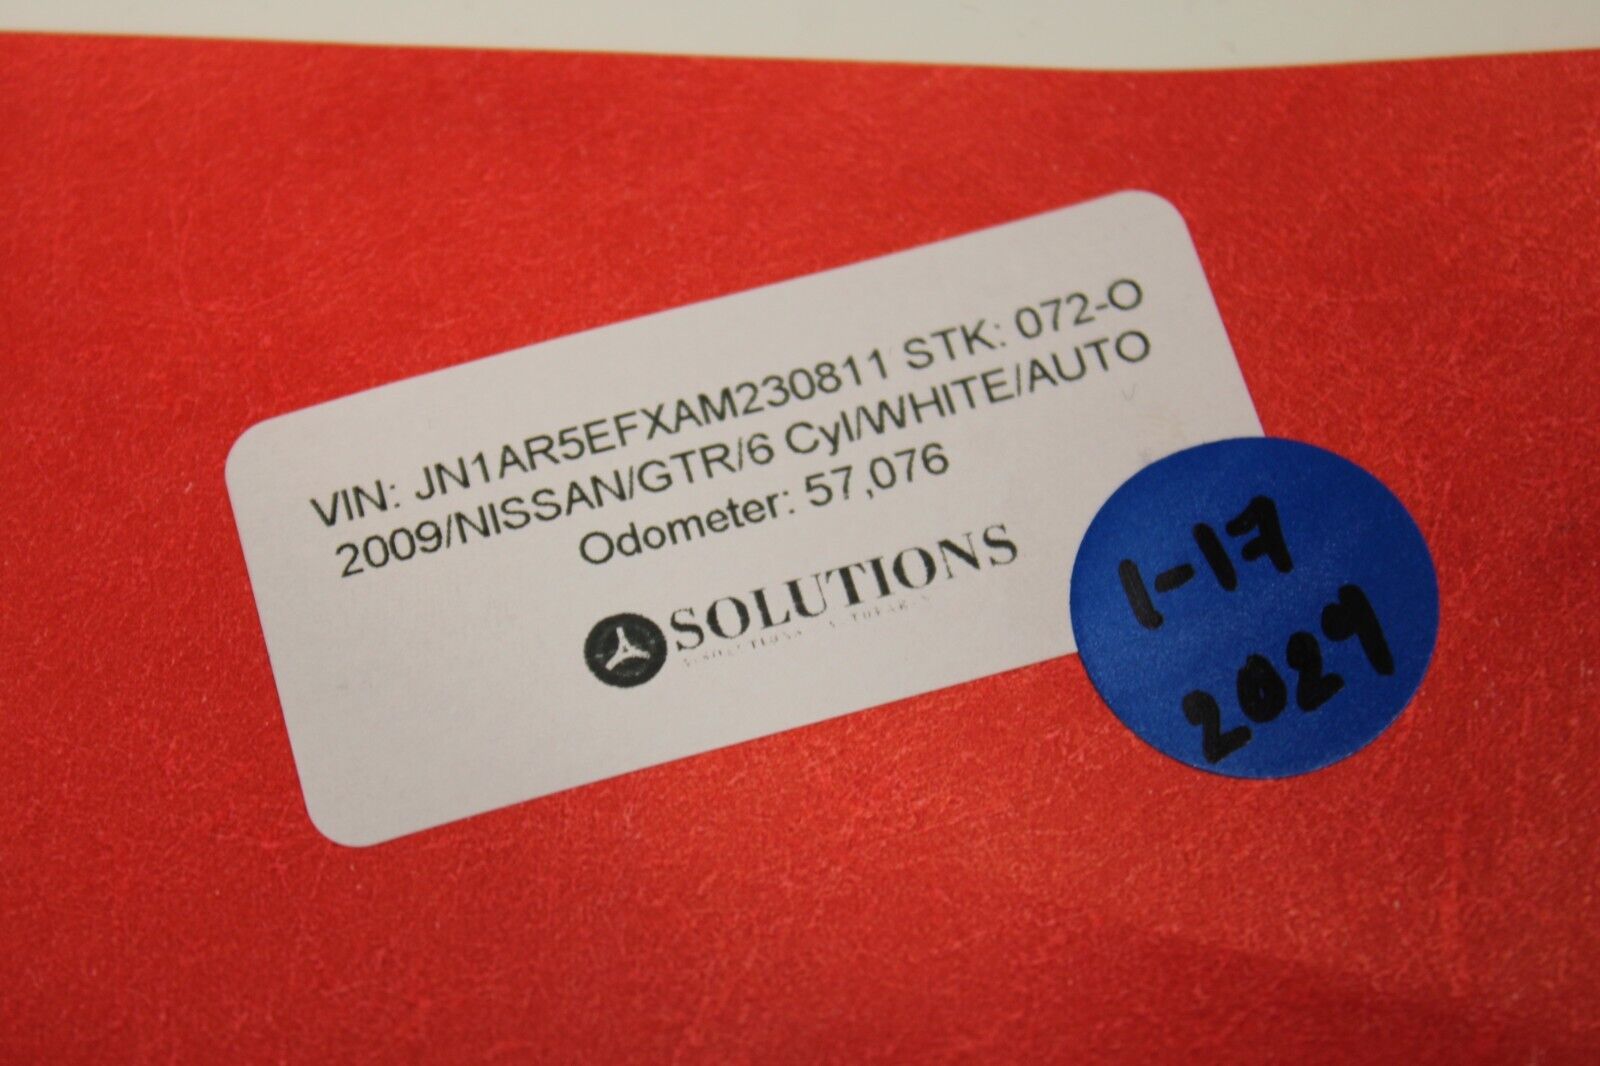 VIN: JN1AR5EFXAM230811 STK: 072-O
2009/NISSAN/GTR/6 Cyl/WHITE/AUTO
Odometer: 57,076
SOLUTIONS
1-17
2029